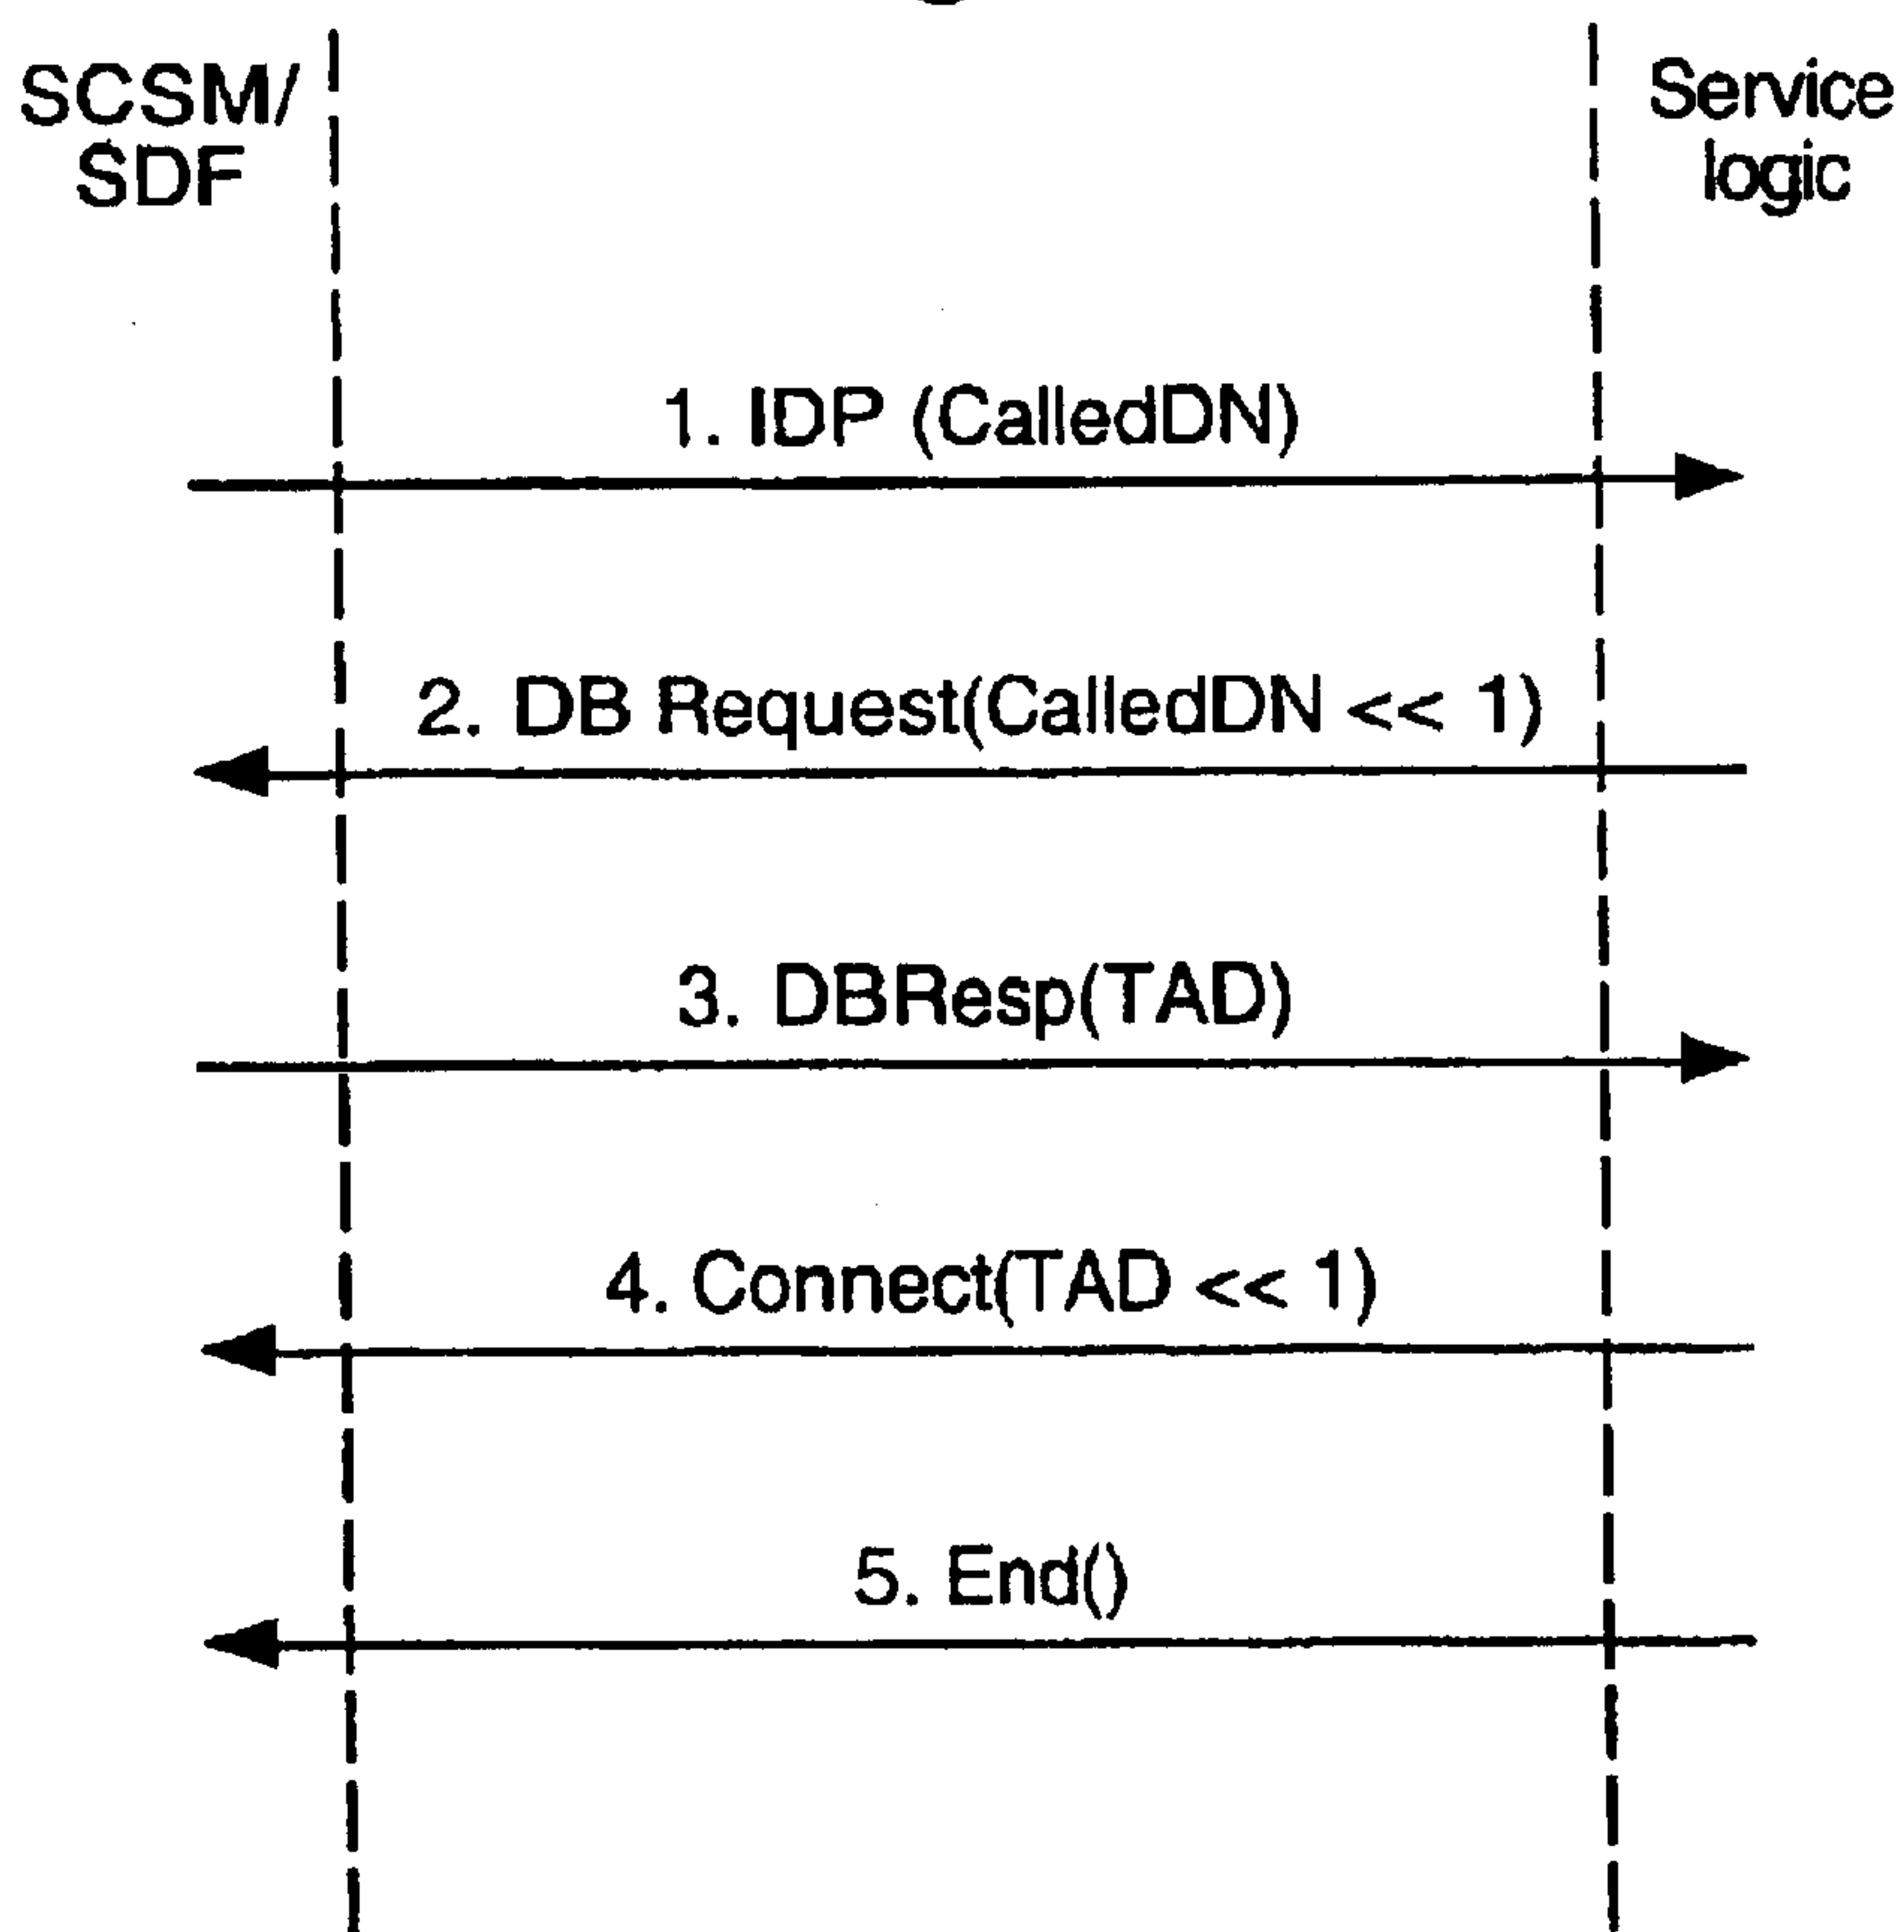 SCSM/
SDF
Service
logic
1. IDP (CalledDN)
2. DB Request(CalledDN << 1)
3. DBResp(TAD)
4. Connect(TAD << 1)
5. End()